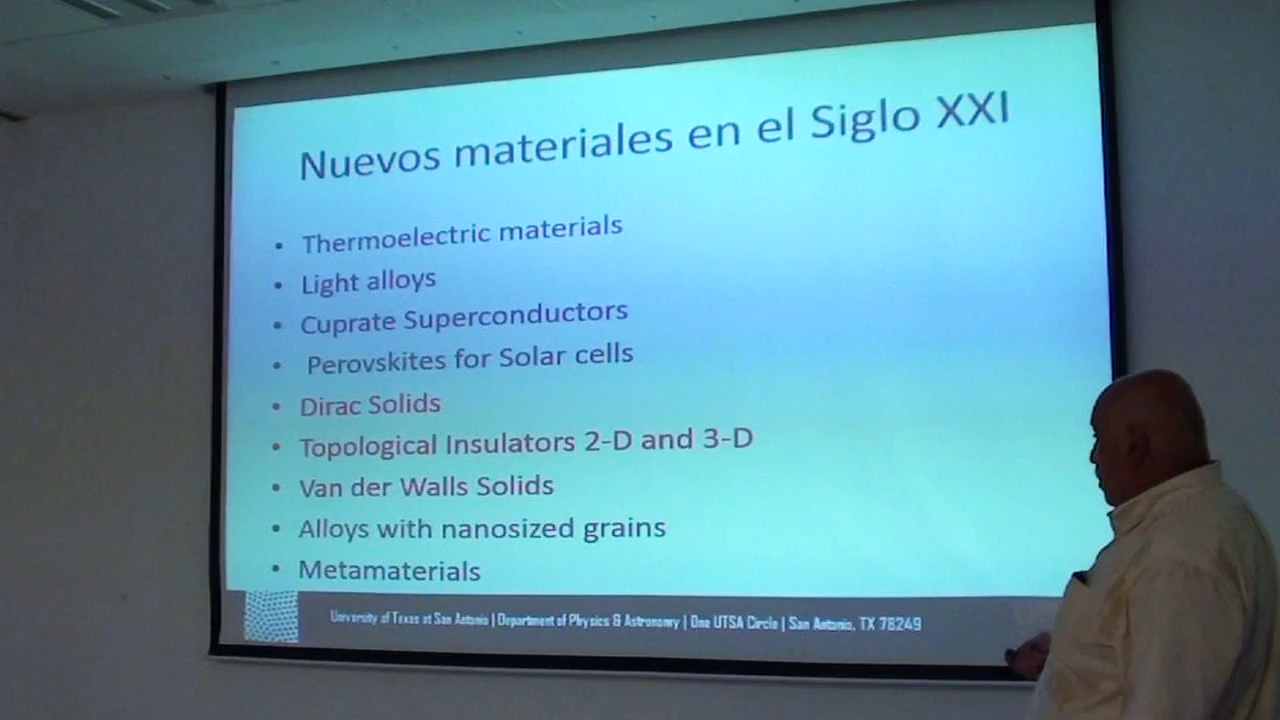 Nuevos materiales en el Siglo XXI
• Thermoelectric materials
• Light alloys
• Cuprate Superconductors
• Perovskites for Solar cells
• Dirac Solids
• Topological Insulators 2-D and 3-D
• Van der Walls Solids
• Alloys with nanosized grains
• Metamaterials
University of Texas at San Antonio | Department of Physics & Astronomy | One UTSA Circle | San Antonio, TX 78249